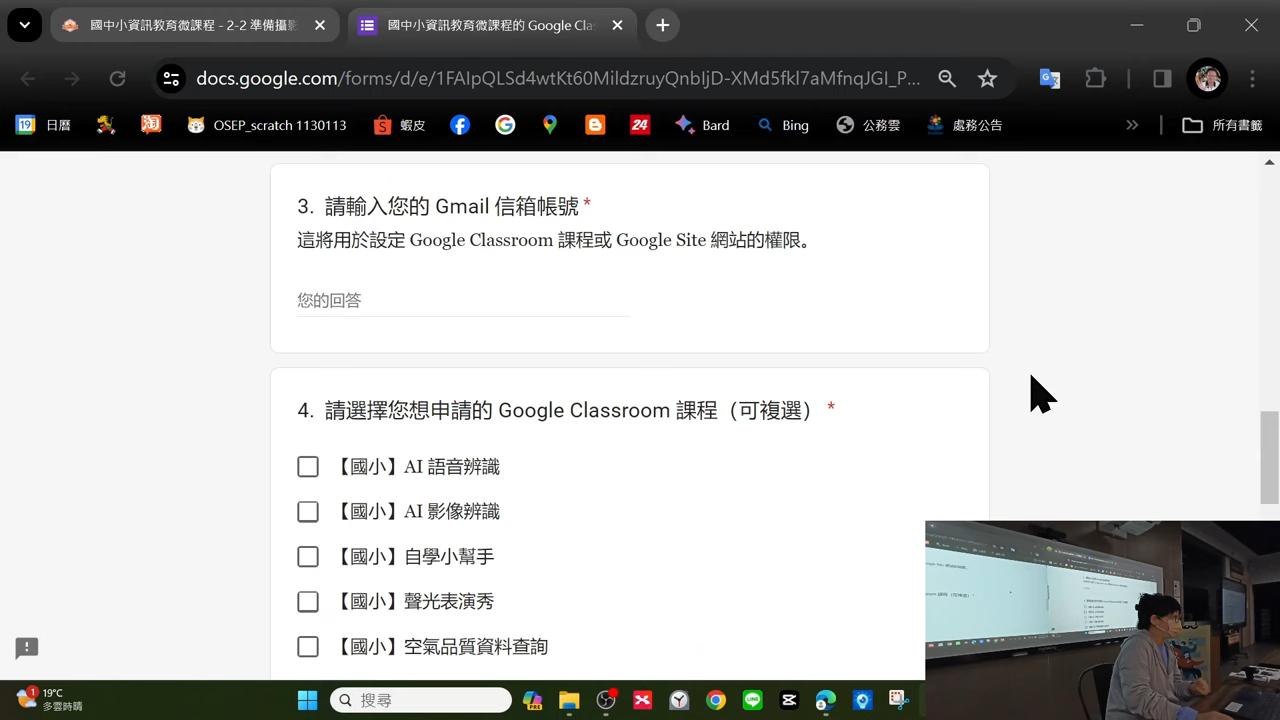 國中小資訊教育微課程 - 2-2 準備攝影
國中小資訊教育微課程的 Google Cla
docs.google.com/forms/d/e/1FAIpQLSd4wtKt60MildzruyQnbIjD-XMd5fkl7aMfnqJGI_P...
19
日曆
淘
OSEP_scratch 1130113
蝦皮
24
Bard
Bing
公務雲
處務公告
所有書籤
3. 請輸入您的 Gmail 信箱帳號 *
這將用於設定 Google Classroom 課程或 Google Site 網站的權限。
您的回答
4. 請選擇您想申請的 Google Classroom 課程（可複選） *
【國小】AI 語音辨識
【國小】AI 影像辨識
【國小】自學小幫手
【國小】聲光表演秀
【國小】空氣品質資料查詢
1
19°C
多雲時晴
搜尋
PRE
LINE